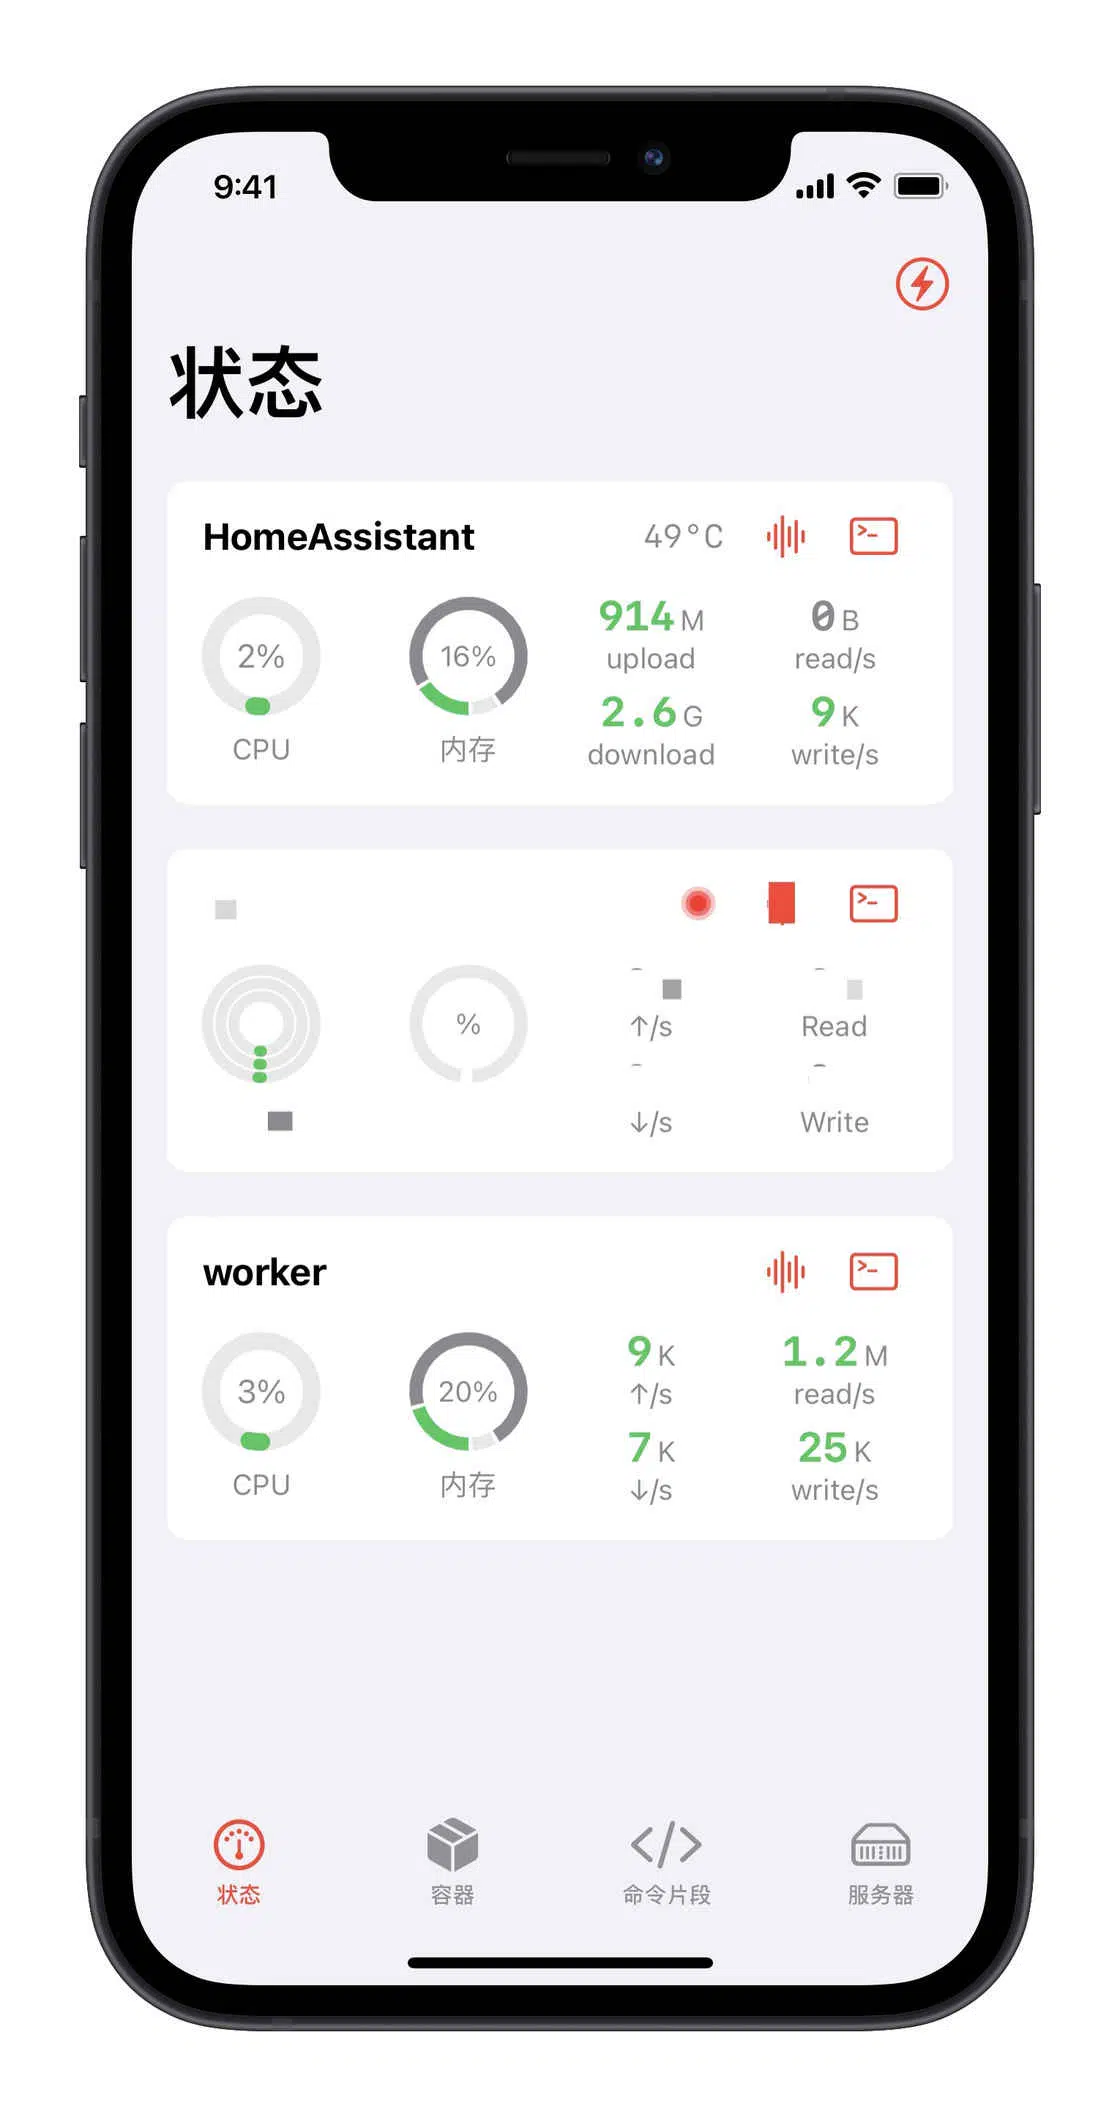 9:41
状态
HomeAssistant 49°C
2% 16% 914 M 0 B
upload read/s
2.6 G 9 K
CPU 内存 download write/s
%
↑/s Read
↓/s Write
worker
3% 20% 9 K 1.2 M
↑/s read/s
7 K 25 K
CPU 内存 ↓/s write/s
状态 容器 命令片段 服务器